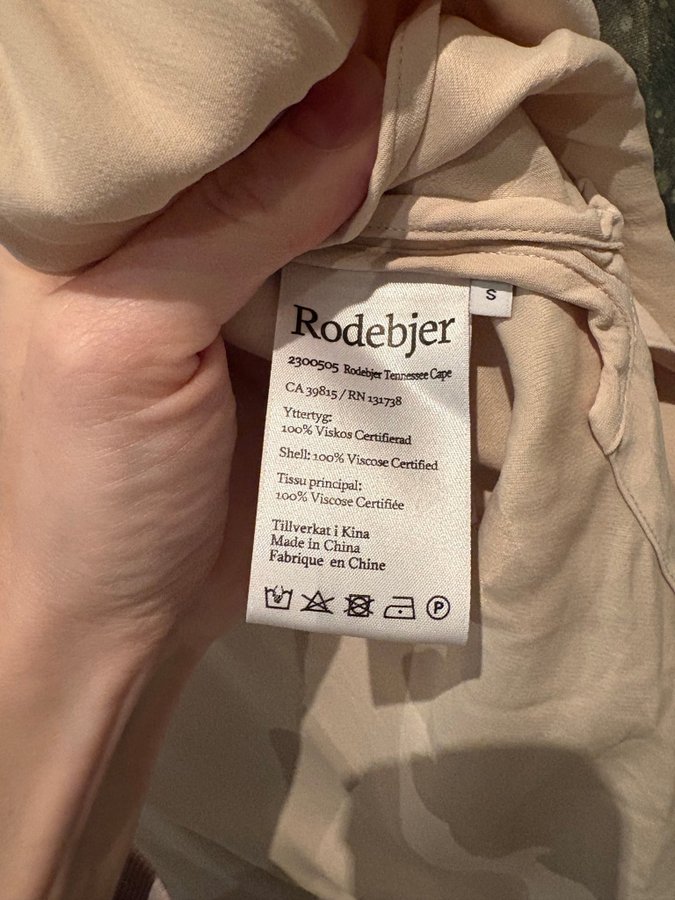 S
Rodebjer
2300505 Rodebjer Tennessee Cape
CA 39815 / RN 131738
Yttertyg:
100% Viskos Certifierad
Shell: 100% Viscose Certified
Tissu principal:
100% Viscose Certifiée
Tillverkat i Kina
Made in China
Fabriqué en Chine
P